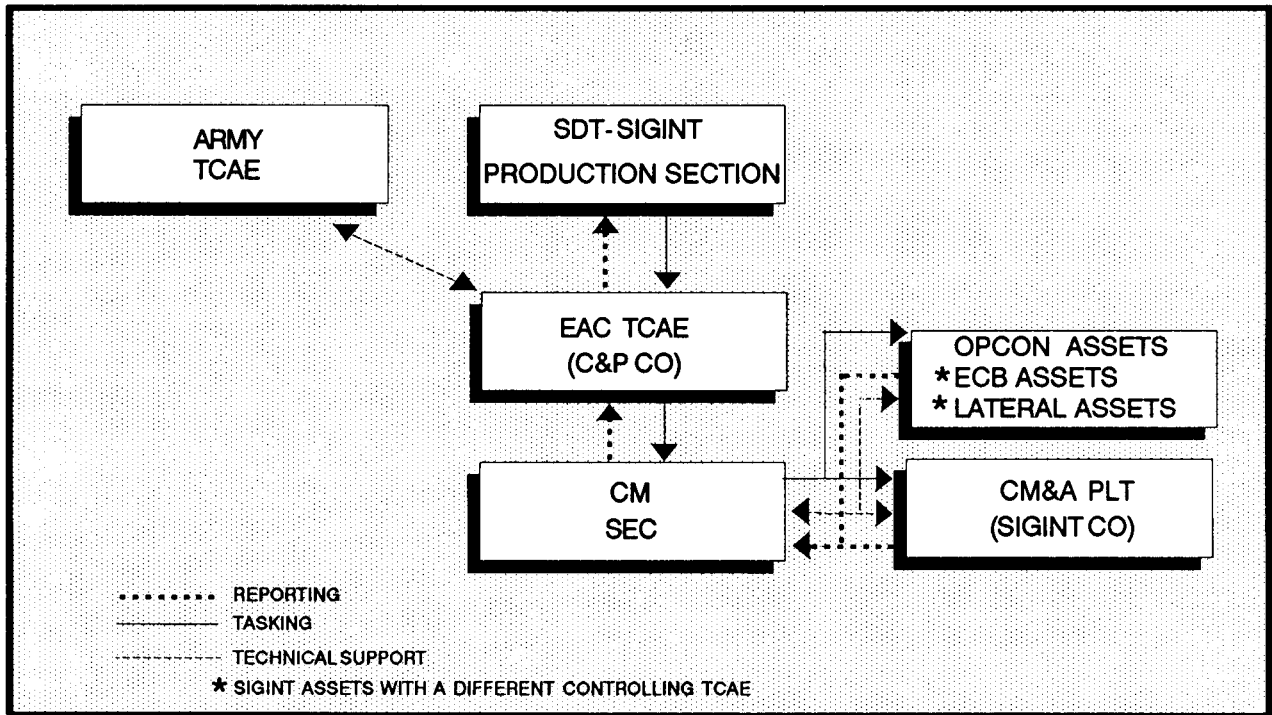 ARMY
TCAE
SDT-SIGINT
PRODUCTION SECTION
EAC TCAE
(C&P CO)
OPCON ASSETS
* ECB ASSETS
* LATERAL ASSETS
CM
SEC
CM&A PLT
(SIGINT CO)
REPORTING
TASKING
TECHNICAL SUPPORT
* SIGINT ASSETS WITH A DIFFERENT CONTROLLING TCAE